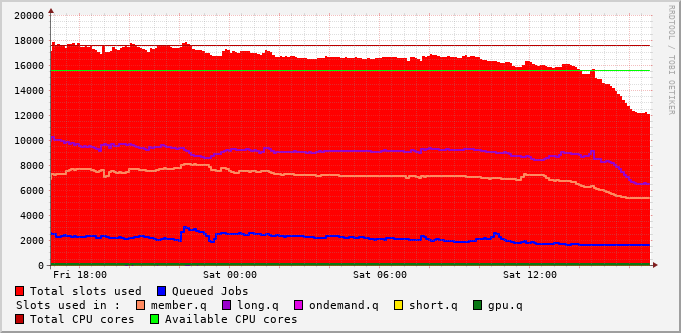 20000
18000
16000
14000
12000
10000
8000
6000
4000
2000
0
Fri 18:00 Sat 00:00 Sat 06:00 Sat 12:00
RRDTOOL / TOBI OETIKER
Total slots used Queued Jobs
Slots used in : member.q long.q ondemand.q short.q gpu.q
Total CPU cores Available CPU cores